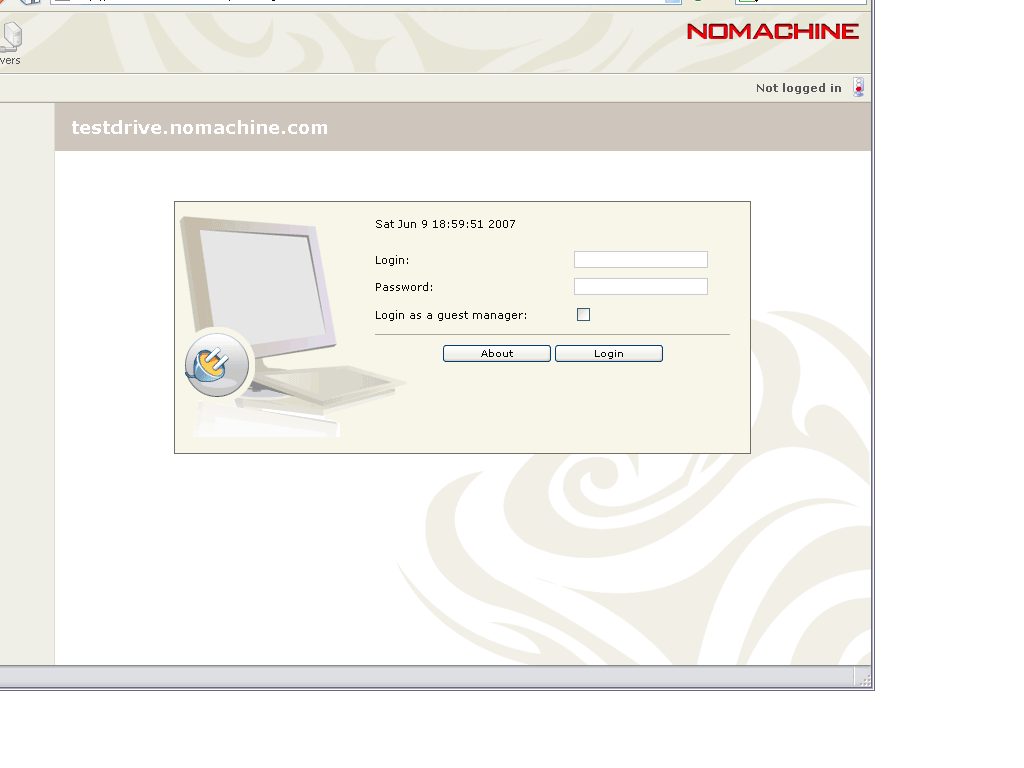 NOMACHINE
vers
Not logged in
testdrive.nomachine.com
Sat Jun 9 18:59:51 2007
Login:
Password:
Login as a guest manager:
About Login